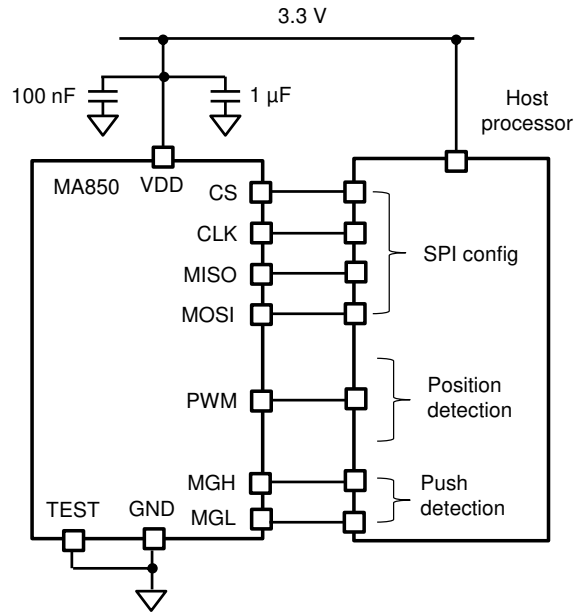 3.3 V
100 nF
1 µF
Host
processor
MA850
VDD
CS
CLK
MISO
MOSI
SPI config
PWM
Position
detection
MGH
MGL
Push
detection
TEST
GND